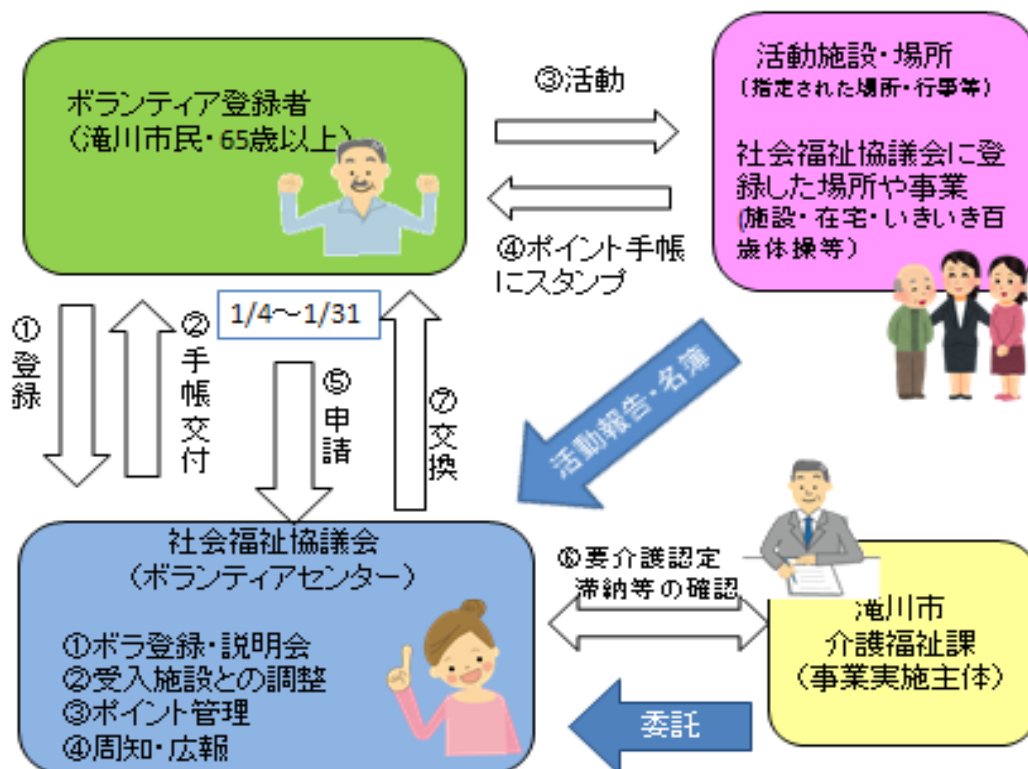 ボランティア登録者
（滝川市民・65歳以上）
③活動
④ポイント手帳
にスタンプ
活動施設・場所
（指定された場所・行事等）
社会福祉協議会に登
録した場所や事業
(施設・在宅・いきいき百
歳体操等）
①登録
②手帳交付
1/4～1/31
⑤申請
⑦交換
活動報告・名簿
社会福祉協議会
（ボランティアセンター）
①ボラ登録・説明会
②受入施設との調整
③ポイント管理
④周知・広報
⑥要介護認定
滞納等の確認
委託
滝川市
介護福祉課
（事業実施主体）